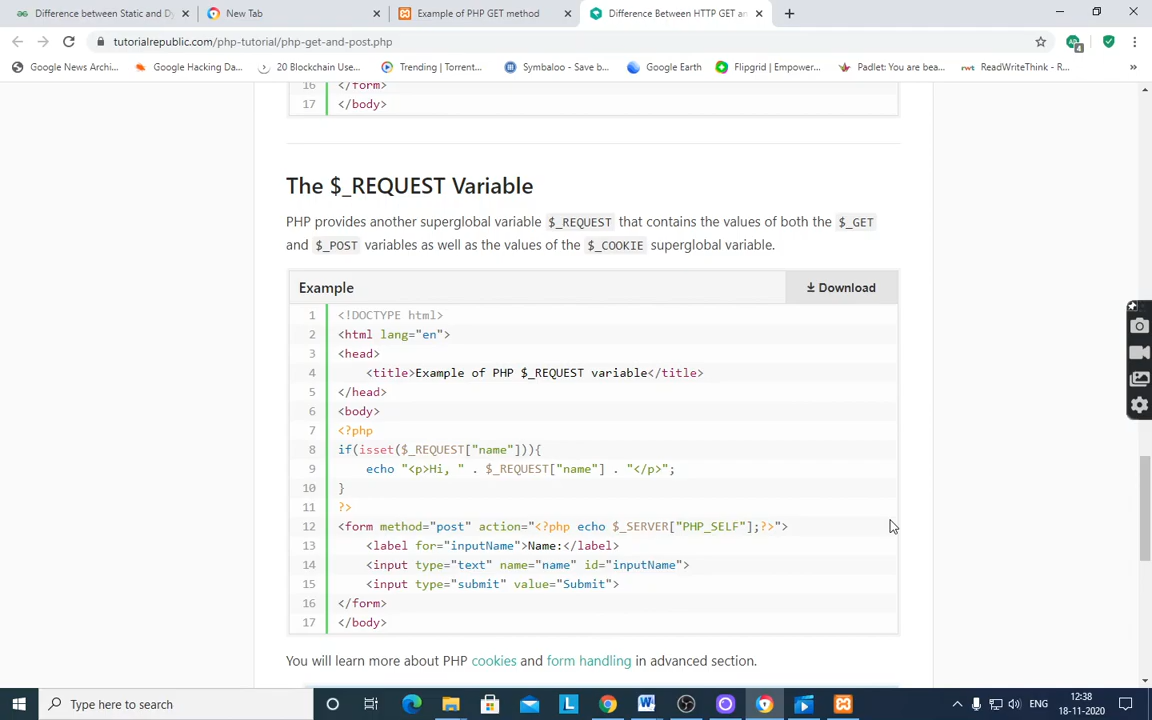 Difference between Static and Dy
New Tab
Example of PHP GET method
Difference Between HTTP GET an
tutorialrepublic.com/php-tutorial/php-get-and-post.php
Google News Archi...
Google Hacking Da...
20 Blockchain Use...
Trending | Torrent...
Symbaloo - Save b...
Google Earth
Flipgrid | Empower...
Padlet: You are bea...
ReadWriteThink - R...
16 </form>
17 </body>
The $_REQUEST Variable
PHP provides another superglobal variable $_REQUEST that contains the values of both the $_GET
and $_POST variables as well as the values of the $_COOKIE superglobal variable.
Example
Download
1 <!DOCTYPE html>
2 <html lang="en">
3 <head>
4 <title>Example of PHP $_REQUEST variable</title>
5 </head>
6 <body>
7 <?php
8 if(isset($_REQUEST["name"])){
9 echo "<p>Hi, " . $_REQUEST["name"] . "</p>";
10 }
11 ?>
12 <form method="post" action="<?php echo $_SERVER["PHP_SELF"];?>">
13 <label for="inputName">Name:</label>
14 <input type="text" name="name" id="inputName">
15 <input type="submit" value="Submit">
16 </form>
17 </body>
You will learn more about PHP cookies and form handling in advanced section.
Type here to search
ENG
12:38
18-11-2020